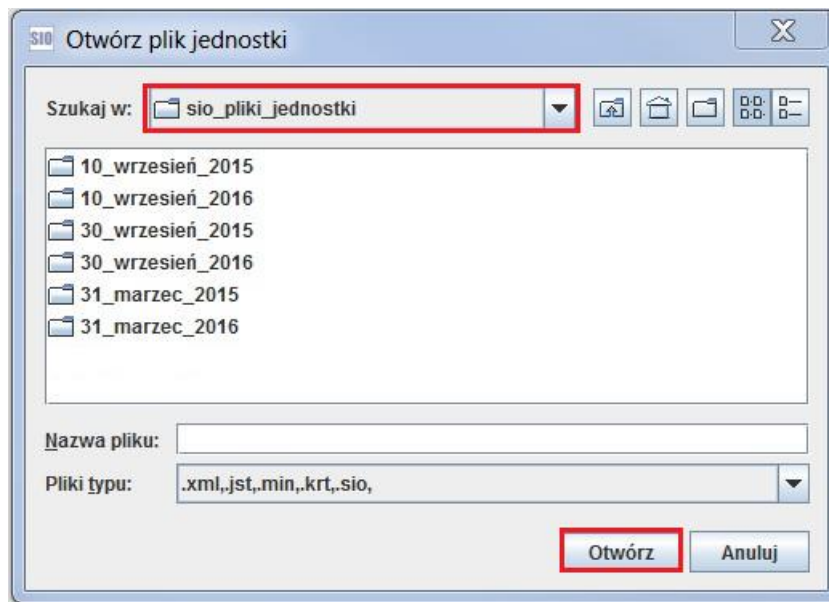 SIO Otwórz plik jednostki
Szukaj w: sio_pliki_jednostki
10_wrzesień_2015
10_wrzesień_2016
30_wrzesień_2015
30_wrzesień_2016
31_marzec_2015
31_marzec_2016
Nazwa pliku:
Pliki typu: .xml,.jst,.min,.krt,.sio,
Otwórz Anuluj